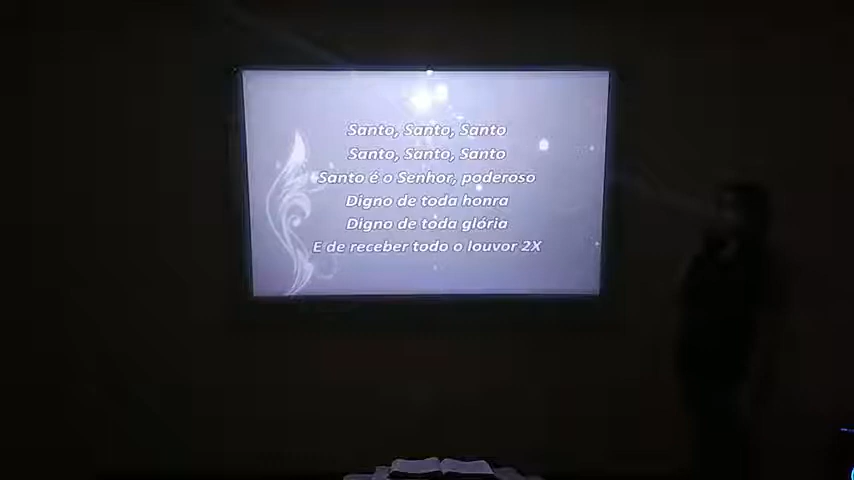 Santo, Santo, Santo
Santo, Santo, Santo
Santo é o Senhor, poderoso
Digno de toda honra
Digno de toda glória
E de receber todo o louvor 2X